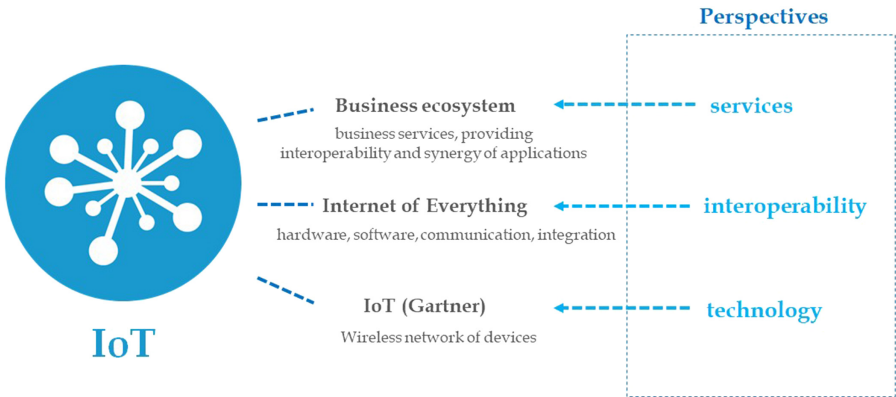 Perspectives
Business ecosystem
services
business services, providing
interoperability and synergy of applications
Internet of Everything
interoperability
hardware, software, communication, integration
IoT (Gartner)
technology
Wireless network of devices
IoT